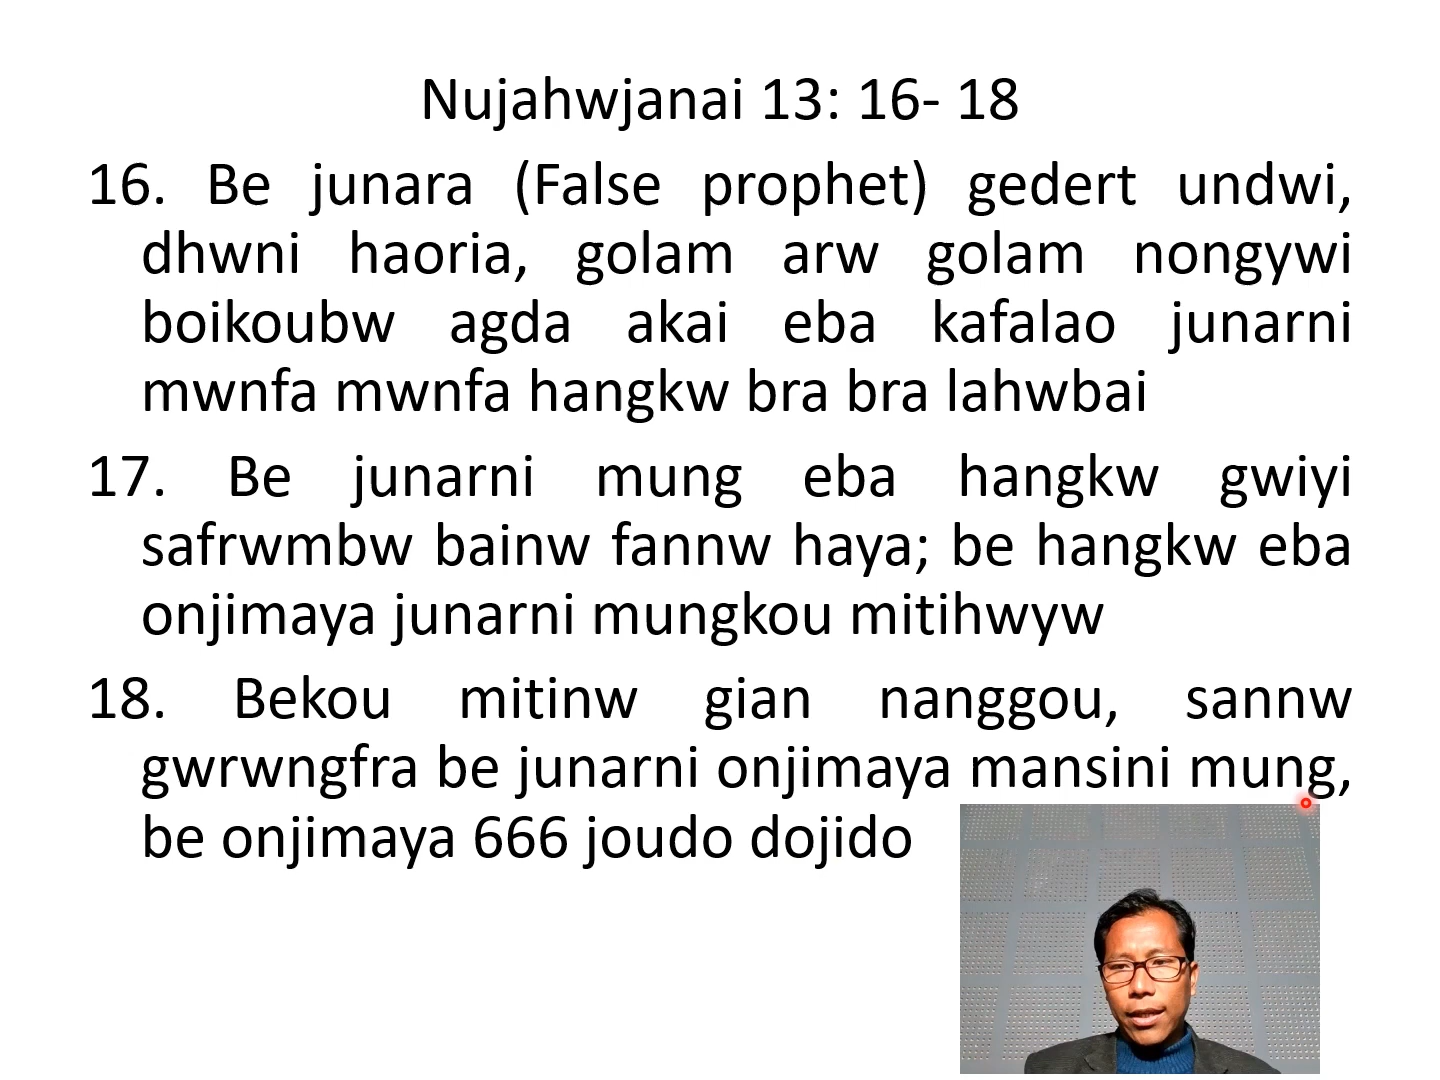 Nujahwjanai 13: 16- 18
16. Be junara (False prophet) gedert undwi,
dhwni haoria, golam arw golam nongywi
boikoubw agda akai eba kafalao junarni
mwnfa mwnfa hangkw bra bra lahwbai
17. Be junarni mung eba hangkw gwiyi
safrwmbw bainw fannw haya; be hangkw eba
onjimaya junarni mungkou mitihwyw
18. Bekou mitinw gian nanggou, sannw
gwrwngfra be junarni onjimaya mansini mung,
be onjimaya 666 joudo dojido